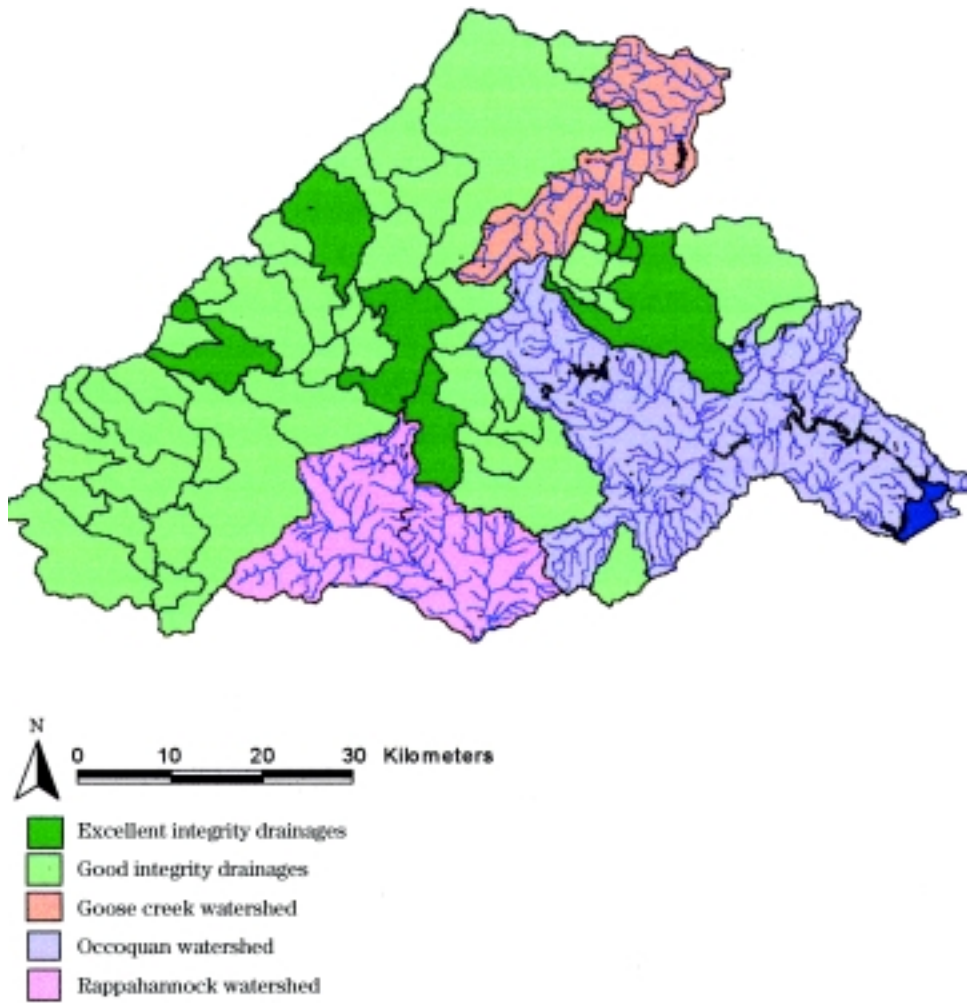 N
0 10 20 30 Kilometers
Excellent integrity drainages
Good integrity drainages
Goose creek watershed
Occoquan watershed
Rappahannock watershed